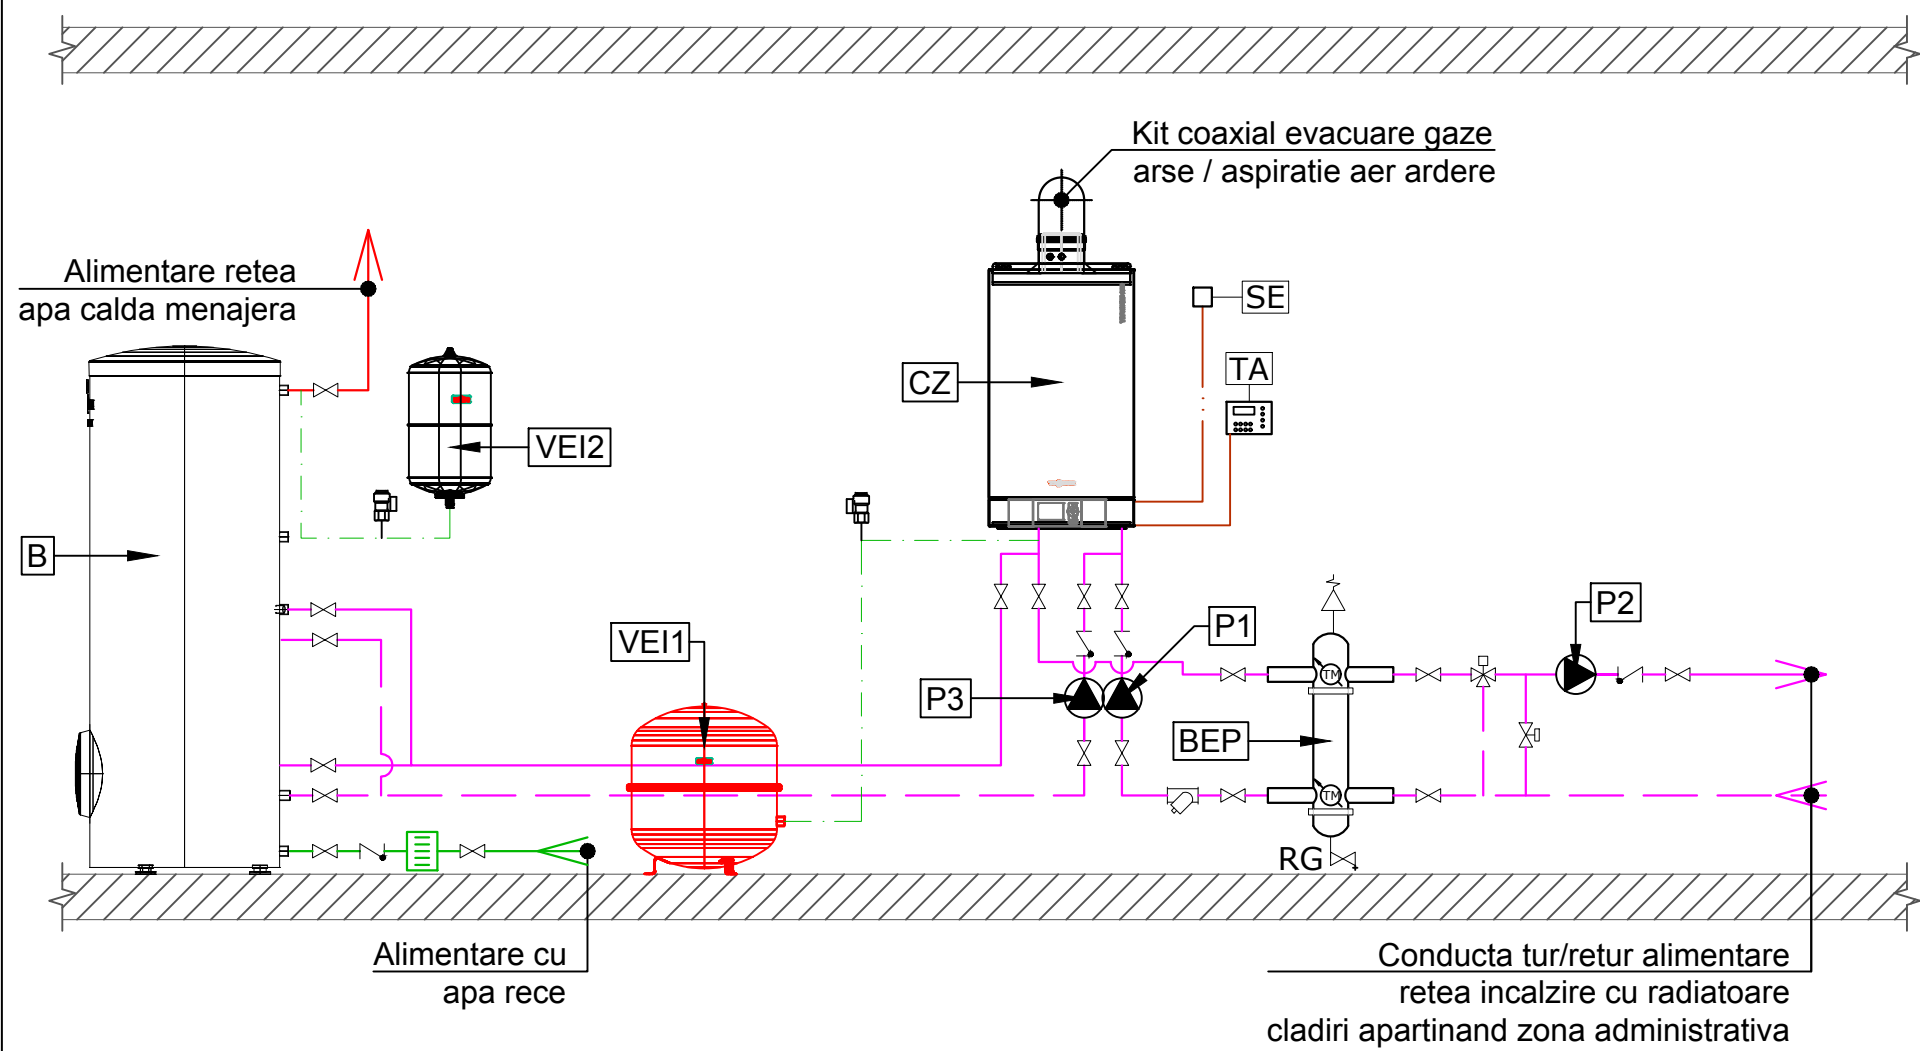 Kit coaxial evacuare gaze
arse / aspiratie aer ardere
Alimentare retea
apa calda menajera
SE
TA
CZ
VEI2
B
VEI1
P1
P2
P3
BEP
TM
TM
RG
Alimentare cu
apa rece
Conducta tur/retur alimentare
retea incalzire cu radiatoare
cladiri apartinand zona administrativa